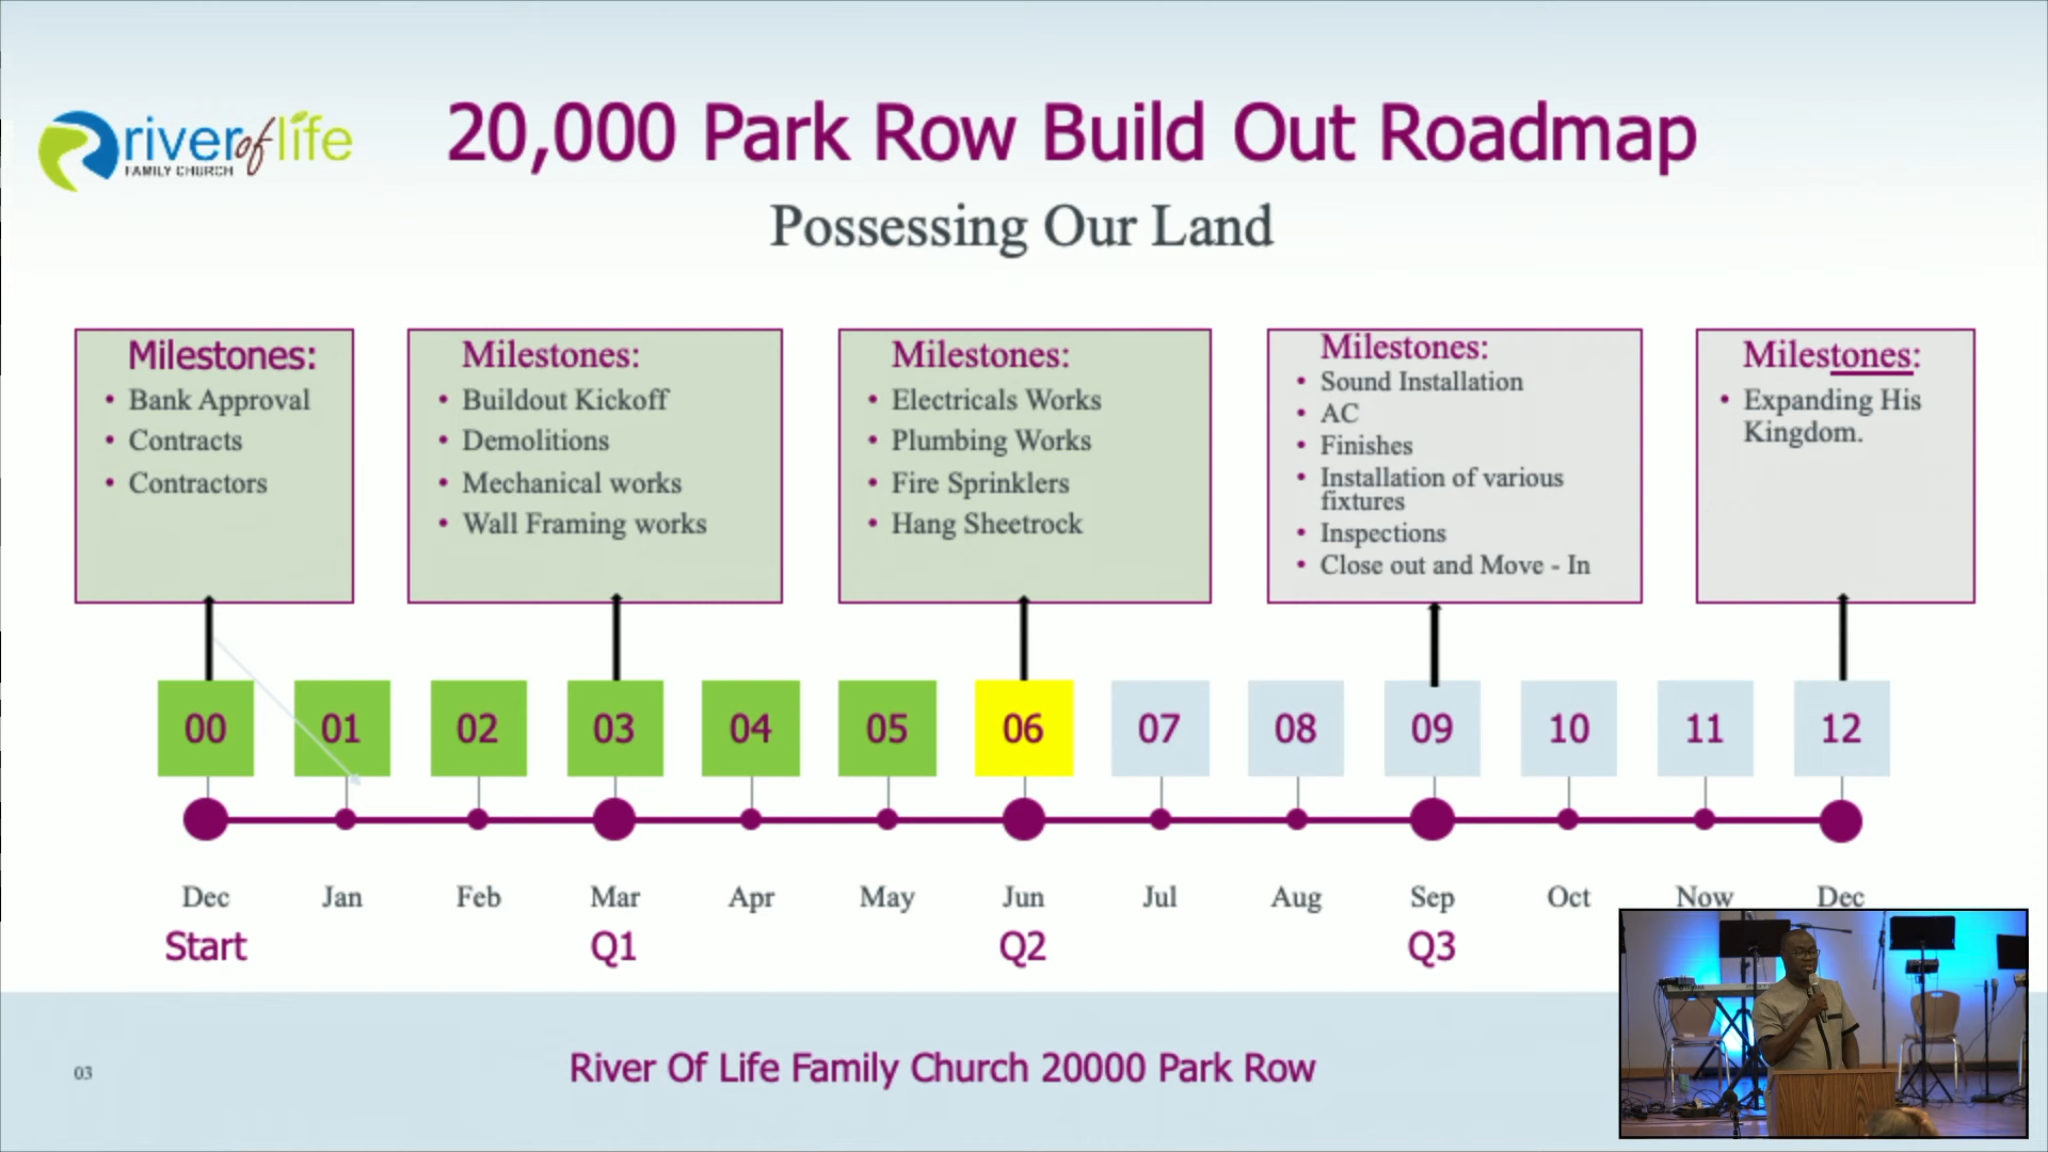 river of life
FAMILY CHURCH
20,000 Park Row Build Out Roadmap
Possessing Our Land
Milestones:
• Bank Approval
• Contracts
• Contractors
Milestones:
• Buildout Kickoff
• Demolitions
• Mechanical works
• Wall Framing works
Milestones:
• Electricals Works
• Plumbing Works
• Fire Sprinklers
• Hang Sheetrock
Milestones:
• Sound Installation
• AC
• Finishes
• Installation of various
fixtures
• Inspections
• Close out and Move - In
Milestones:
• Expanding His
Kingdom.
00 01 02 03 04 05 06 07 08 09 10 11 12
Dec Jan Feb Mar Apr May Jun Jul Aug Sep Oct Now Dec
Start Q1 Q2 Q3
03
River Of Life Family Church 20000 Park Row